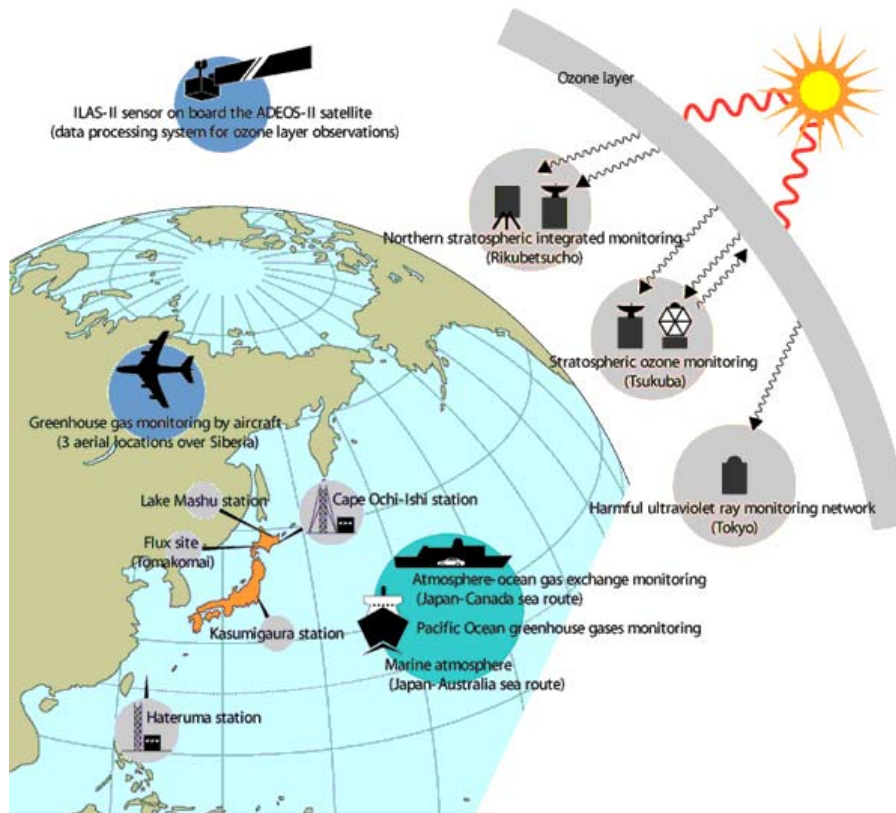 Ozone layer
ILAS-II sensor on board the ADEOS-II satellite
(data processing system for ozone layer observations)
Northern stratospheric integrated monitoring
(Rikubetsucho)
Stratospheric ozone monitoring
(Tsukuba)
Greenhouse gas monitoring by aircraft
(3 aerial locations over Siberia)
Harmful ultraviolet ray monitoring network
(Tokyo)
Lake Mashu station
Cape Ochi-Ishi station
Flux site
(Tomakomai)
Atmosphere-ocean gas exchange monitoring
(Japan-Canada sea route)
Kasumigaura station
Pacific Ocean greenhouse gases monitoring
Marine atmosphere
(Japan-Australia sea route)
Hateruma station